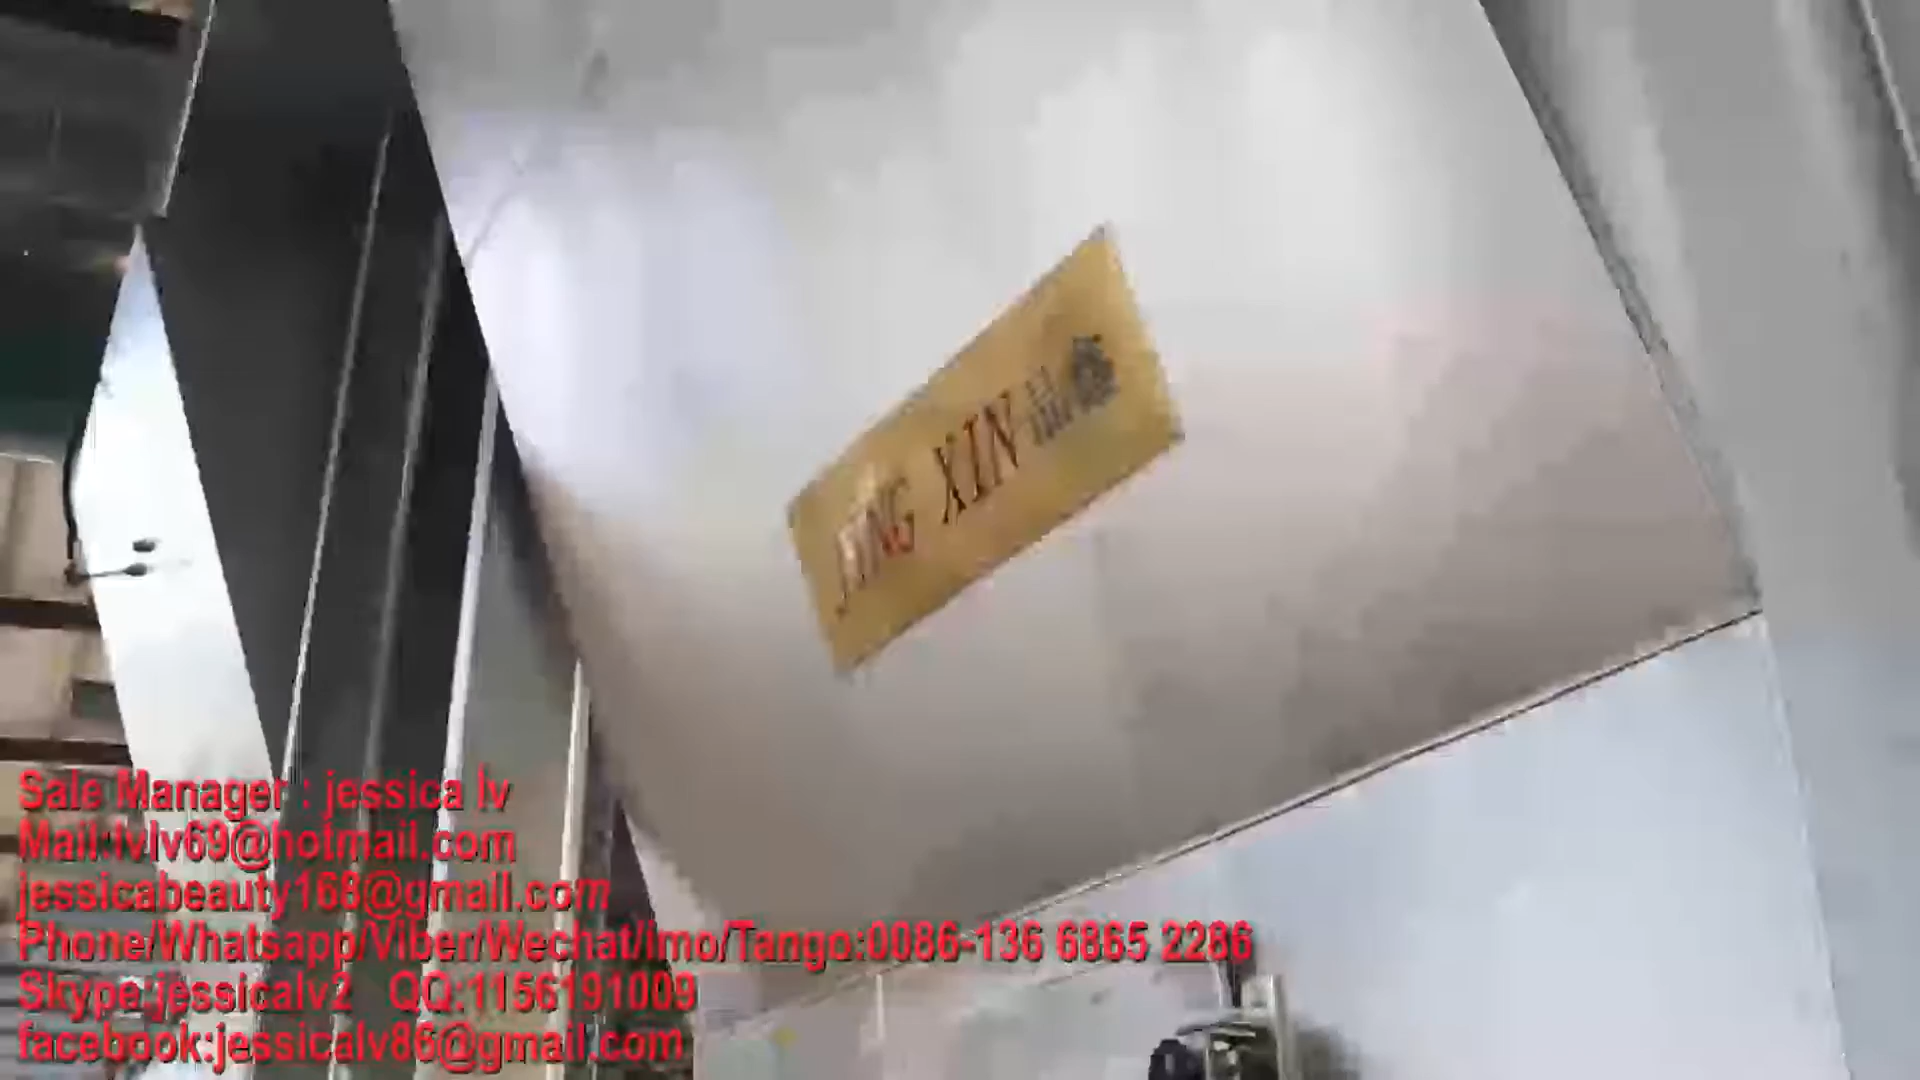 JING XIN 晶鑫
Sale Manager : jessica lv
Mail:lvlv69@hotmail.com
jessicabeauty168@gmail.com
Phone/Whatsapp/Viber/Wechat/imo/Tango:0086-136 6865 2286
Skype:jessicalv2 QQ:1156191009
facebook:jessicalv86@gmail.com